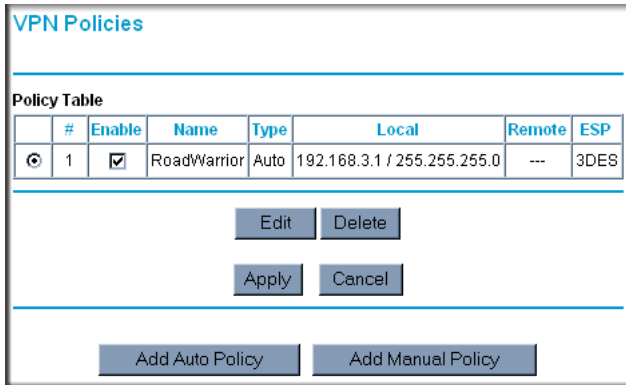 VPN Policies
Policy Table
# Enable Name Type Local Remote ESP
1 RoadWarrior Auto 192.168.3.1 / 255.255.255.0 --- 3DES
Edit Delete
Apply Cancel
Add Auto Policy Add Manual Policy